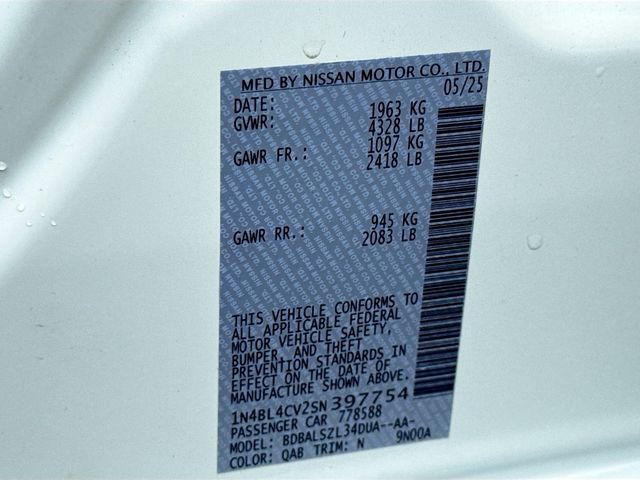 MFD BY NISSAN MOTOR CO., LTD.
DATE: 05/25
GVWR: 1963 KG
4328 LB
GAWR FR.: 1097 KG
2418 LB
GAWR RR.: 945 KG
2083 LB
THIS VEHICLE CONFORMS TO
ALL APPLICABLE FEDERAL
MOTOR VEHICLE SAFETY,
BUMPER, AND THEFT
PREVENTION STANDARDS IN
EFFECT ON THE DATE OF
MANUFACTURE SHOWN ABOVE.
1N4BL4CV2SN397754
PASSENGER CAR 778588
MODEL: BDBALSZL34DUA--AA-
COLOR: QAB TRIM: N 9N00A